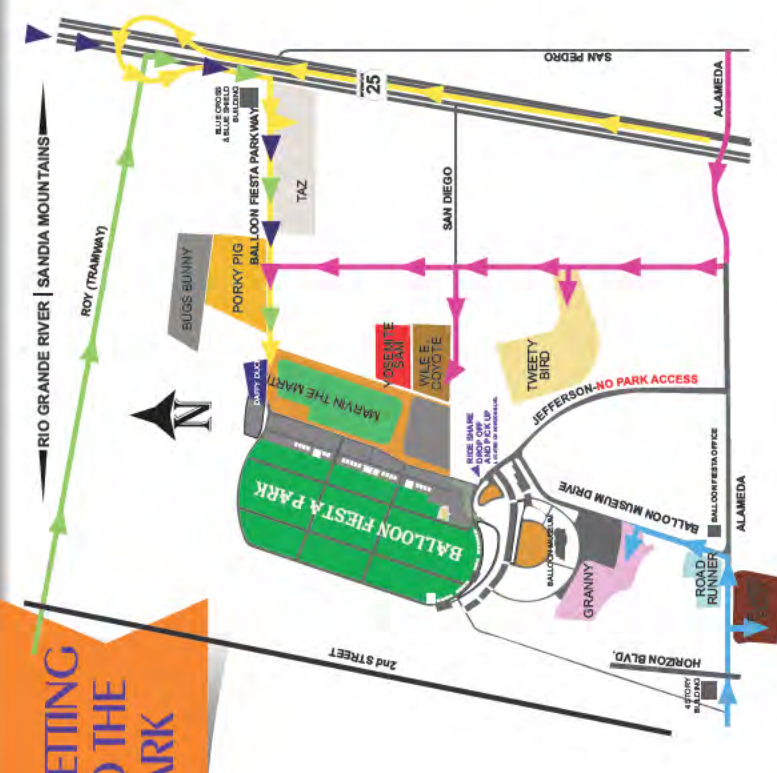 RIO GRANDE RIVER | SANDIA MOUNTAINS
ROY (TRAMWAY)
BLUE CROSS
& BLUE SHIELD
BUILDING
25
SAN PEDRO
ALAMEDA
BALLOON FIESTA PARKWAY
TAZ
BUGS BUNNY
PORKY PIG
SAN DIEGO
N
DAFFY DUC
MARVIN THE MARTI
YOSEMITE
SAM
WILE E.
COYOTE
TWEETY
BIRD
JEFFERSON-NO PARK ACCESS
RIDE SHARE
DROP OFF
AND PICK UP
BALLOON FIESTA PARK
BALLOON MUSEUM
BALLOON MUSEUM DRIVE
BALLOON FIESTA OFFICE
ALAMEDA
GRANNY
ROAD
RUNNER
2nd STREET
HORIZON BLVD.
4 STORY
BUILDING
ETTING
O THE
ARK